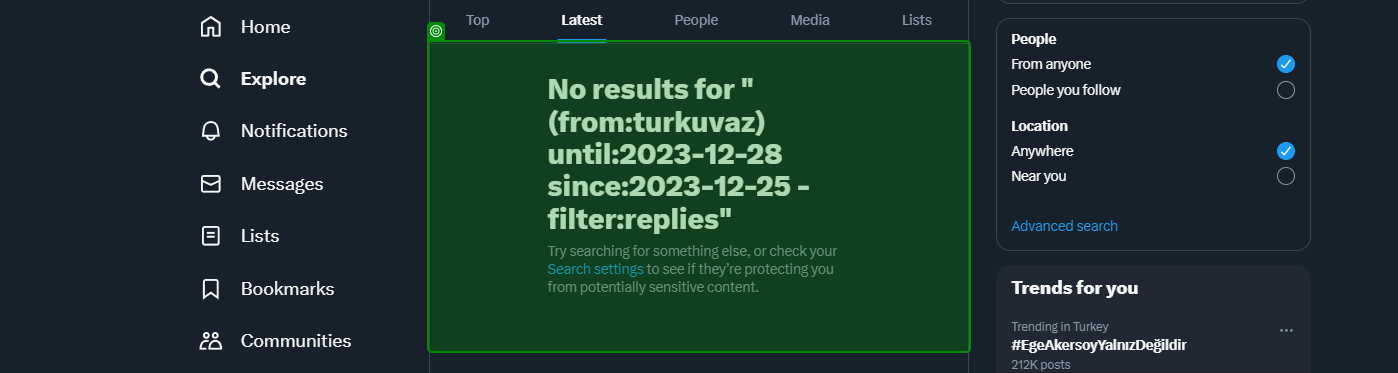 Home
Explore
Notifications
Messages
Lists
Bookmarks
Communities
Top
Latest
People
Media
Lists
No results for "
(from:turkuvaz)
until:2023-12-28
since:2023-12-25 -
filter:replies"
Try searching for something else, or check your
Search settings to see if they're protecting you
from potentially sensitive content.
People
From anyone
People you follow
Location
Anywhere
Near you
Advanced search
Trends for you
Trending in Turkey
#EgeAkersoyYalnızDeğildir
212K posts